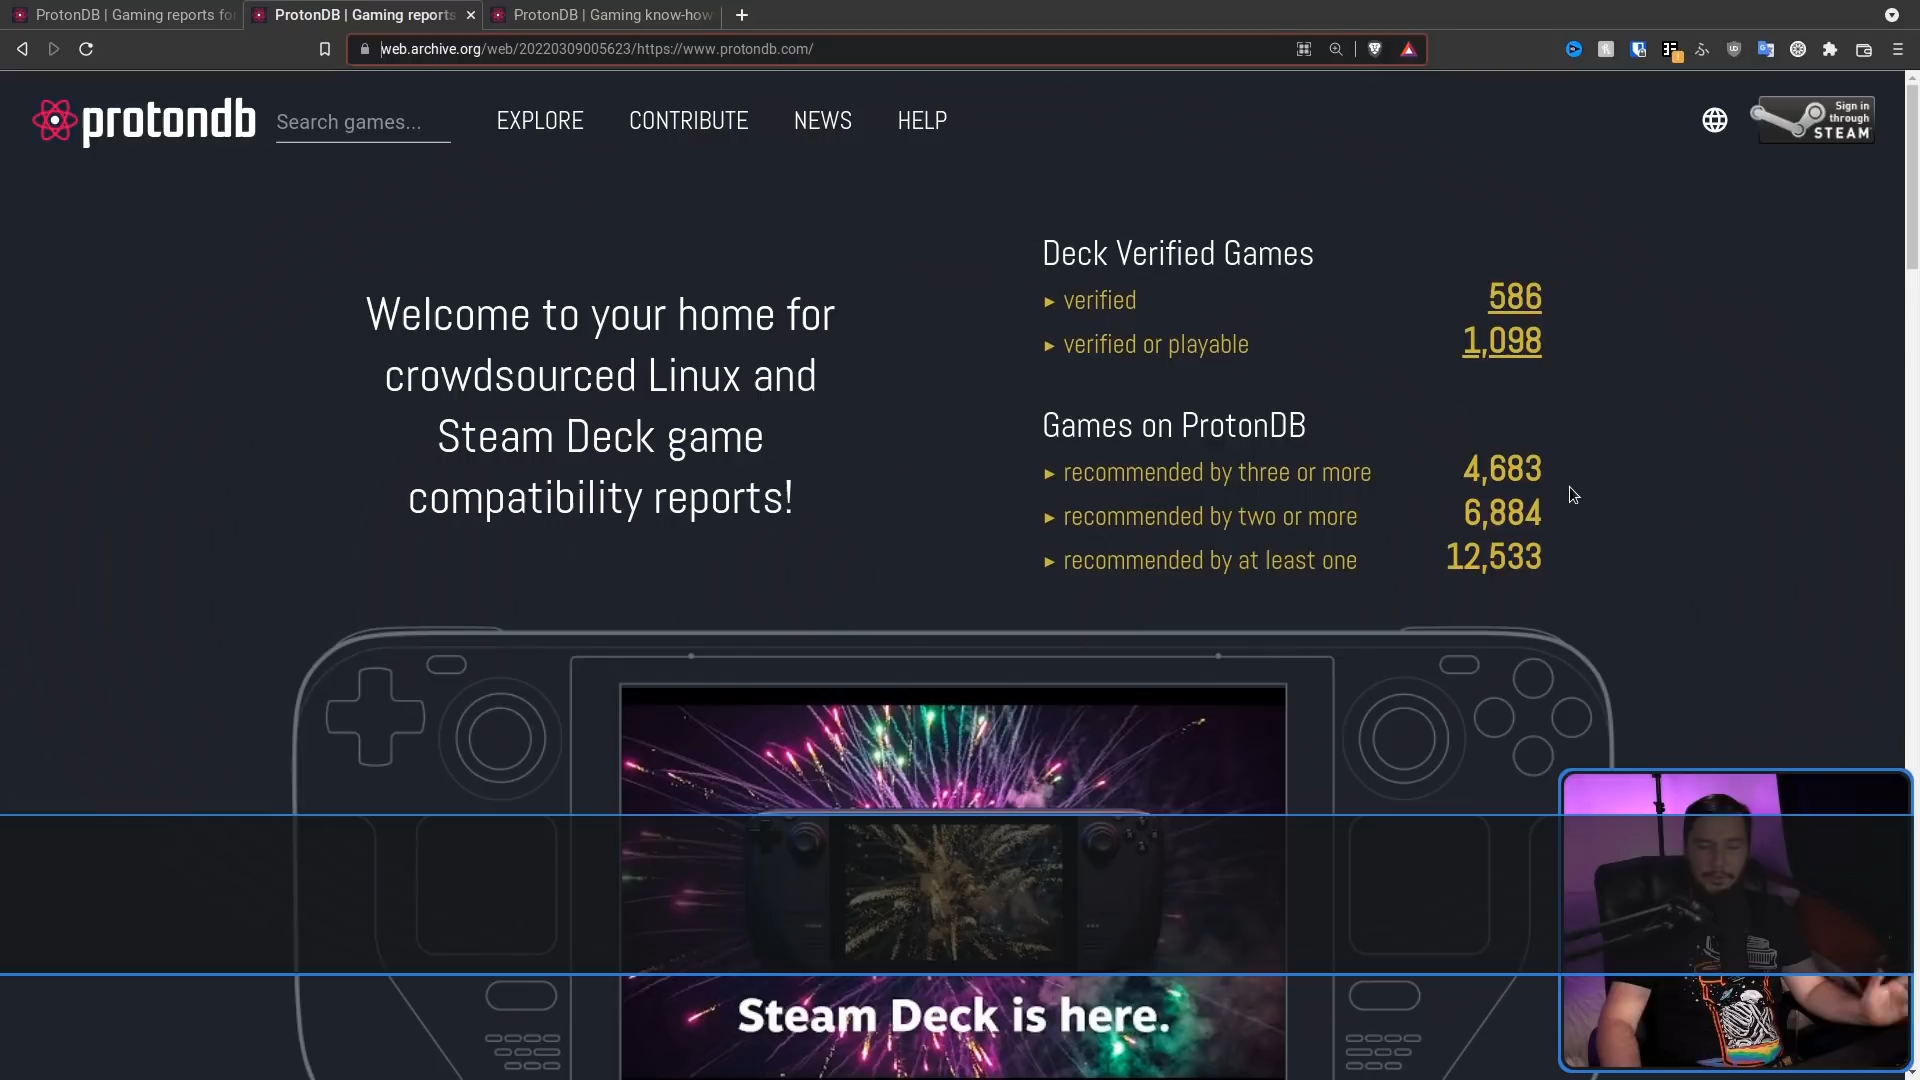 ProtonDB | Gaming reports fo
ProtonDB | Gaming reports
ProtonDB | Gaming know-how
web.archive.org/web/20220309005623/https://www.protondb.com/
protondb
Search games...
EXPLORE
CONTRIBUTE
NEWS
HELP
Sign in
through
STEAM
Welcome to your home for
crowdsourced Linux and
Steam Deck game
compatibility reports!
Deck Verified Games
▸ verified 586
▸ verified or playable 1,098
Games on ProtonDB
▸ recommended by three or more 4,683
▸ recommended by two or more 6,884
▸ recommended by at least one 12,533
Steam Deck is here.